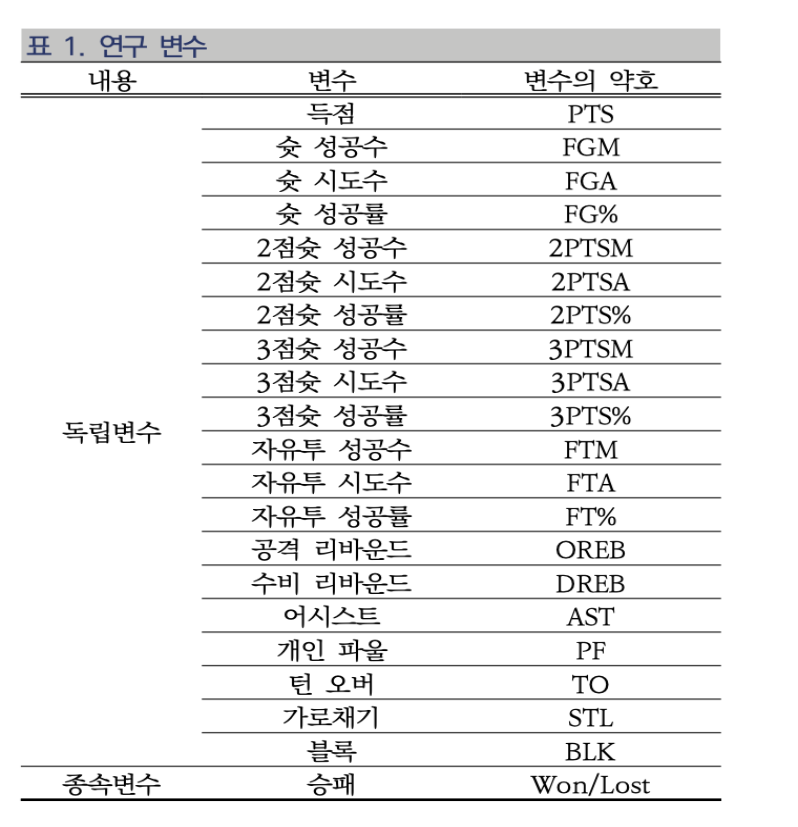 표 1. 연구 변수
내용 변수 변수의 약호
득점 PTS
슛 성공수 FGM
슛 시도수 FGA
슛 성공률 FG%
2점슛 성공수 2PTSM
2점슛 시도수 2PTSA
2점슛 성공률 2PTS%
3점슛 성공수 3PTSM
3점슛 시도수 3PTSA
3점슛 성공률 3PTS%
독립변수
자유투 성공수 FTM
자유투 시도수 FTA
자유투 성공률 FT%
공격 리바운드 OREB
수비 리바운드 DREB
어시스트 AST
개인 파울 PF
턴 오버 TO
가로채기 STL
블록 BLK
종속변수 승패 Won/Lost